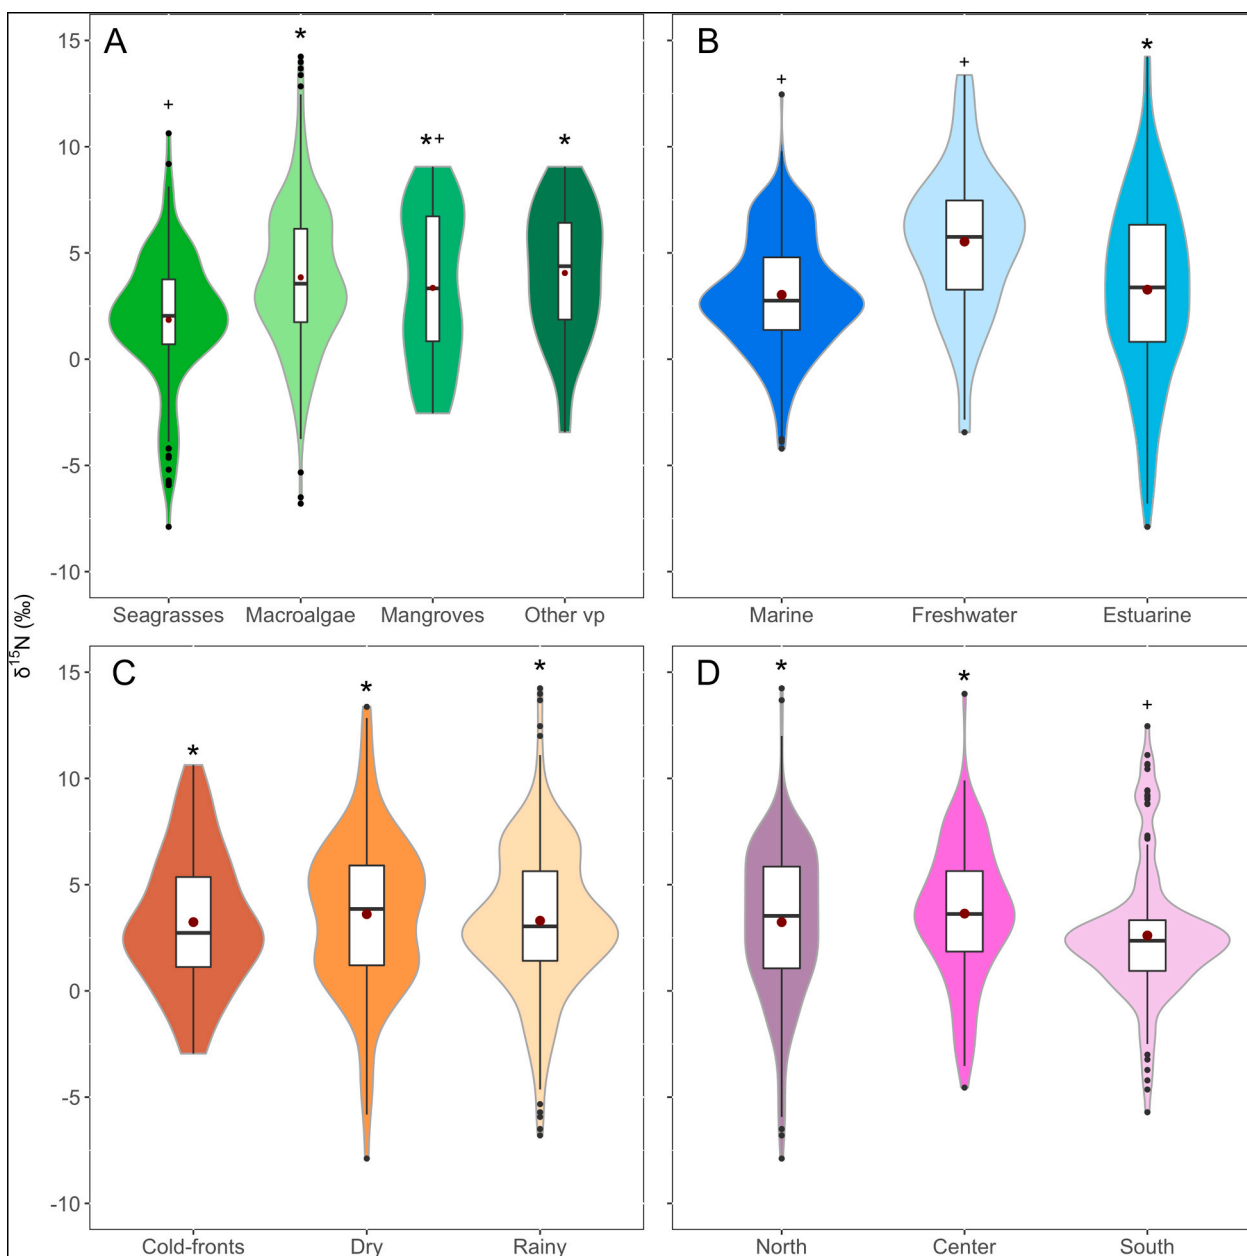 A
B
15
10
5
0
-5
-10
+
*
*+
*
+
+
*
Seagrasses
Macroalgae
Mangroves
Other vp
Marine
Freshwater
Estuarine
δ¹⁵N (‰)
C
D
15
10
5
0
-5
-10
*
*
*
*
*
+
Cold-fronts
Dry
Rainy
North
Center
South